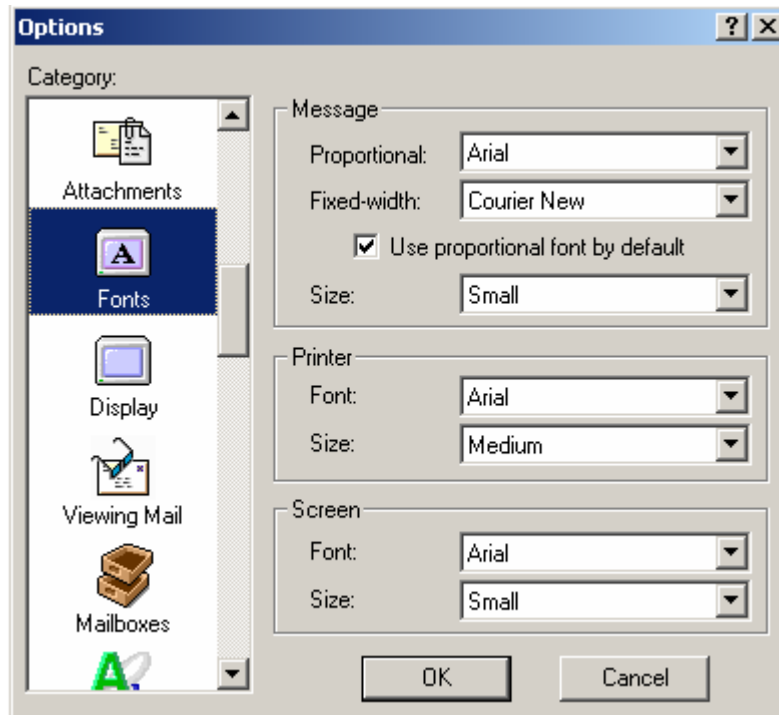 Options
Category:
Attachments
Fonts
Display
Viewing Mail
Mailboxes
Message
Proportional: Arial
Fixed-width: Courier New
Use proportional font by default
Size: Small
Printer
Font: Arial
Size: Medium
Screen
Font: Arial
Size: Small
OK Cancel